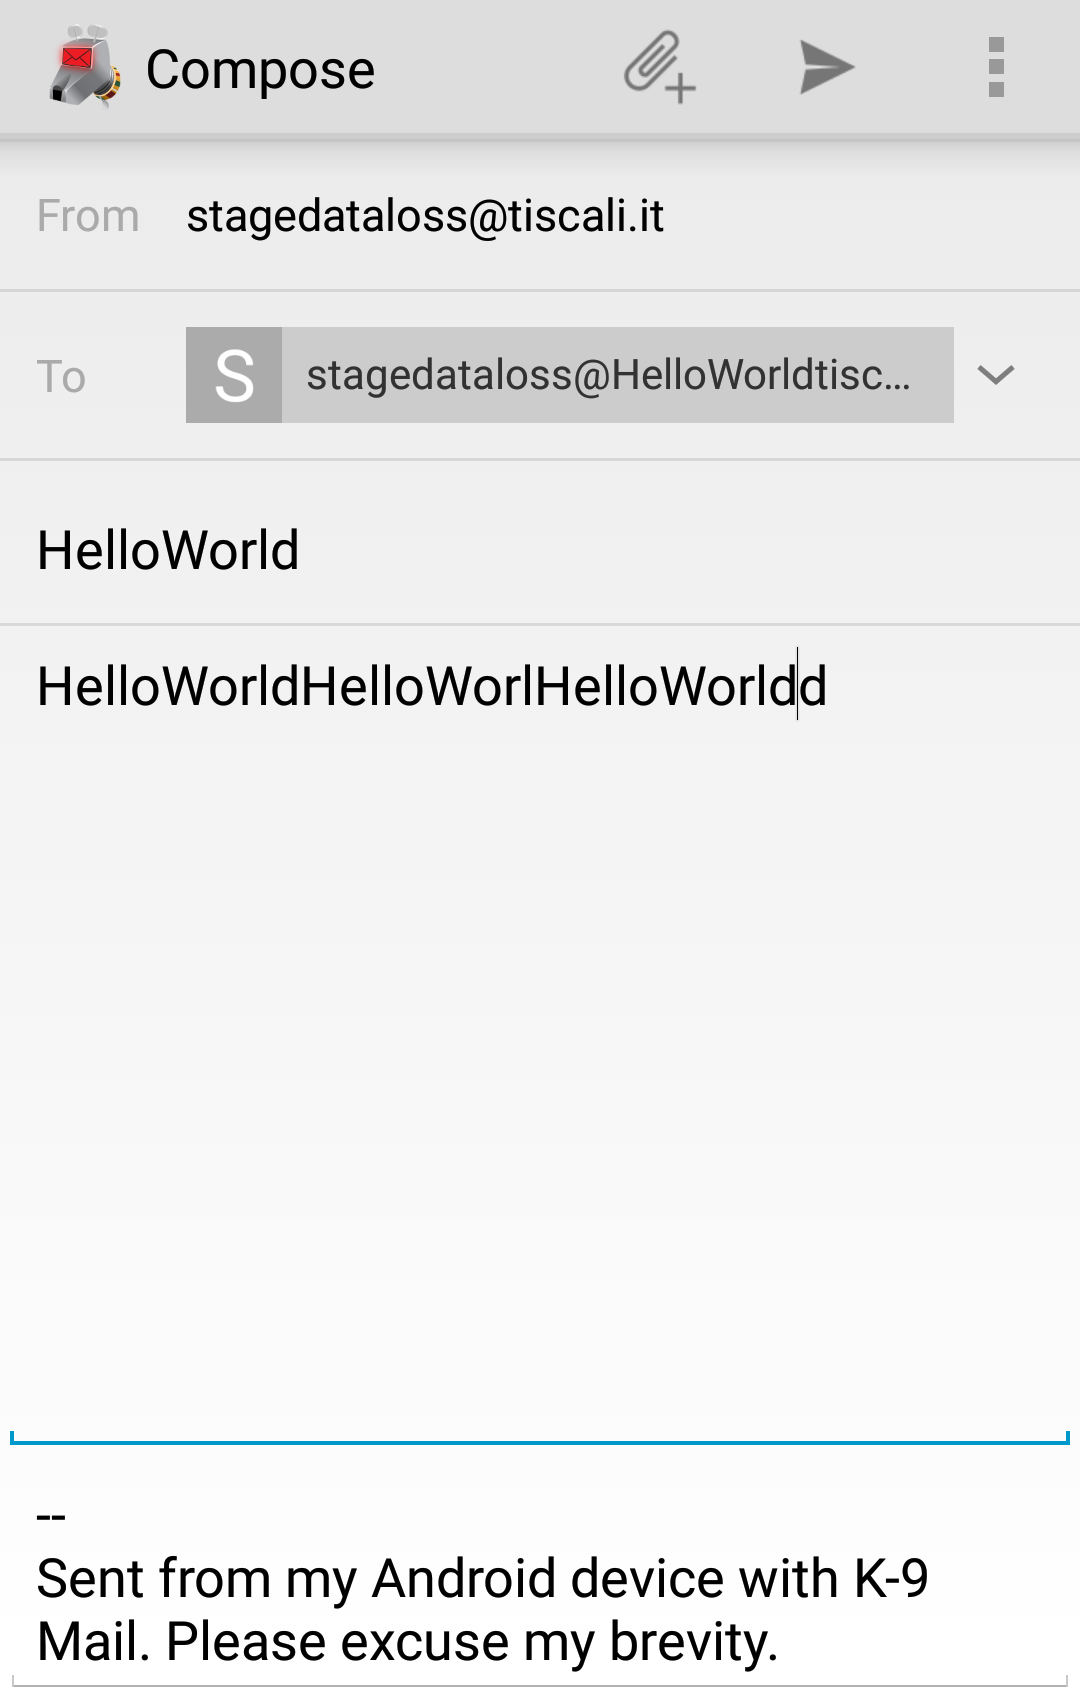 Compose
From stagedataloss@tiscali.it
To S stagedataloss@HelloWorldtisc...
HelloWorld
HelloWorldHelloWorlHelloWorldd
--
Sent from my Android device with K-9
Mail. Please excuse my brevity.